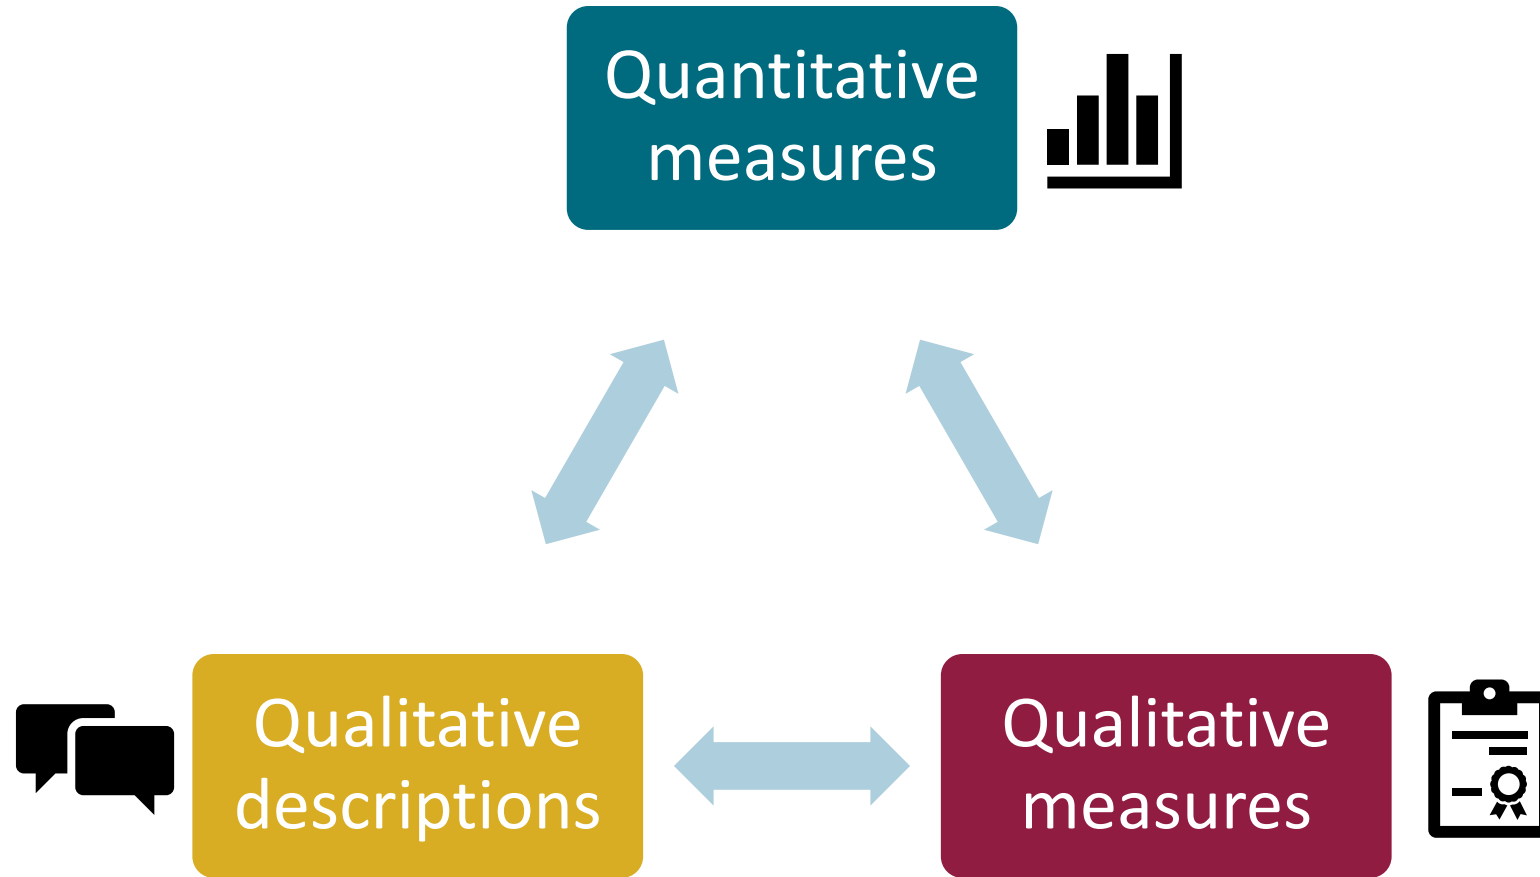 Quantitative
measures
Qualitative
descriptions
Qualitative
measures